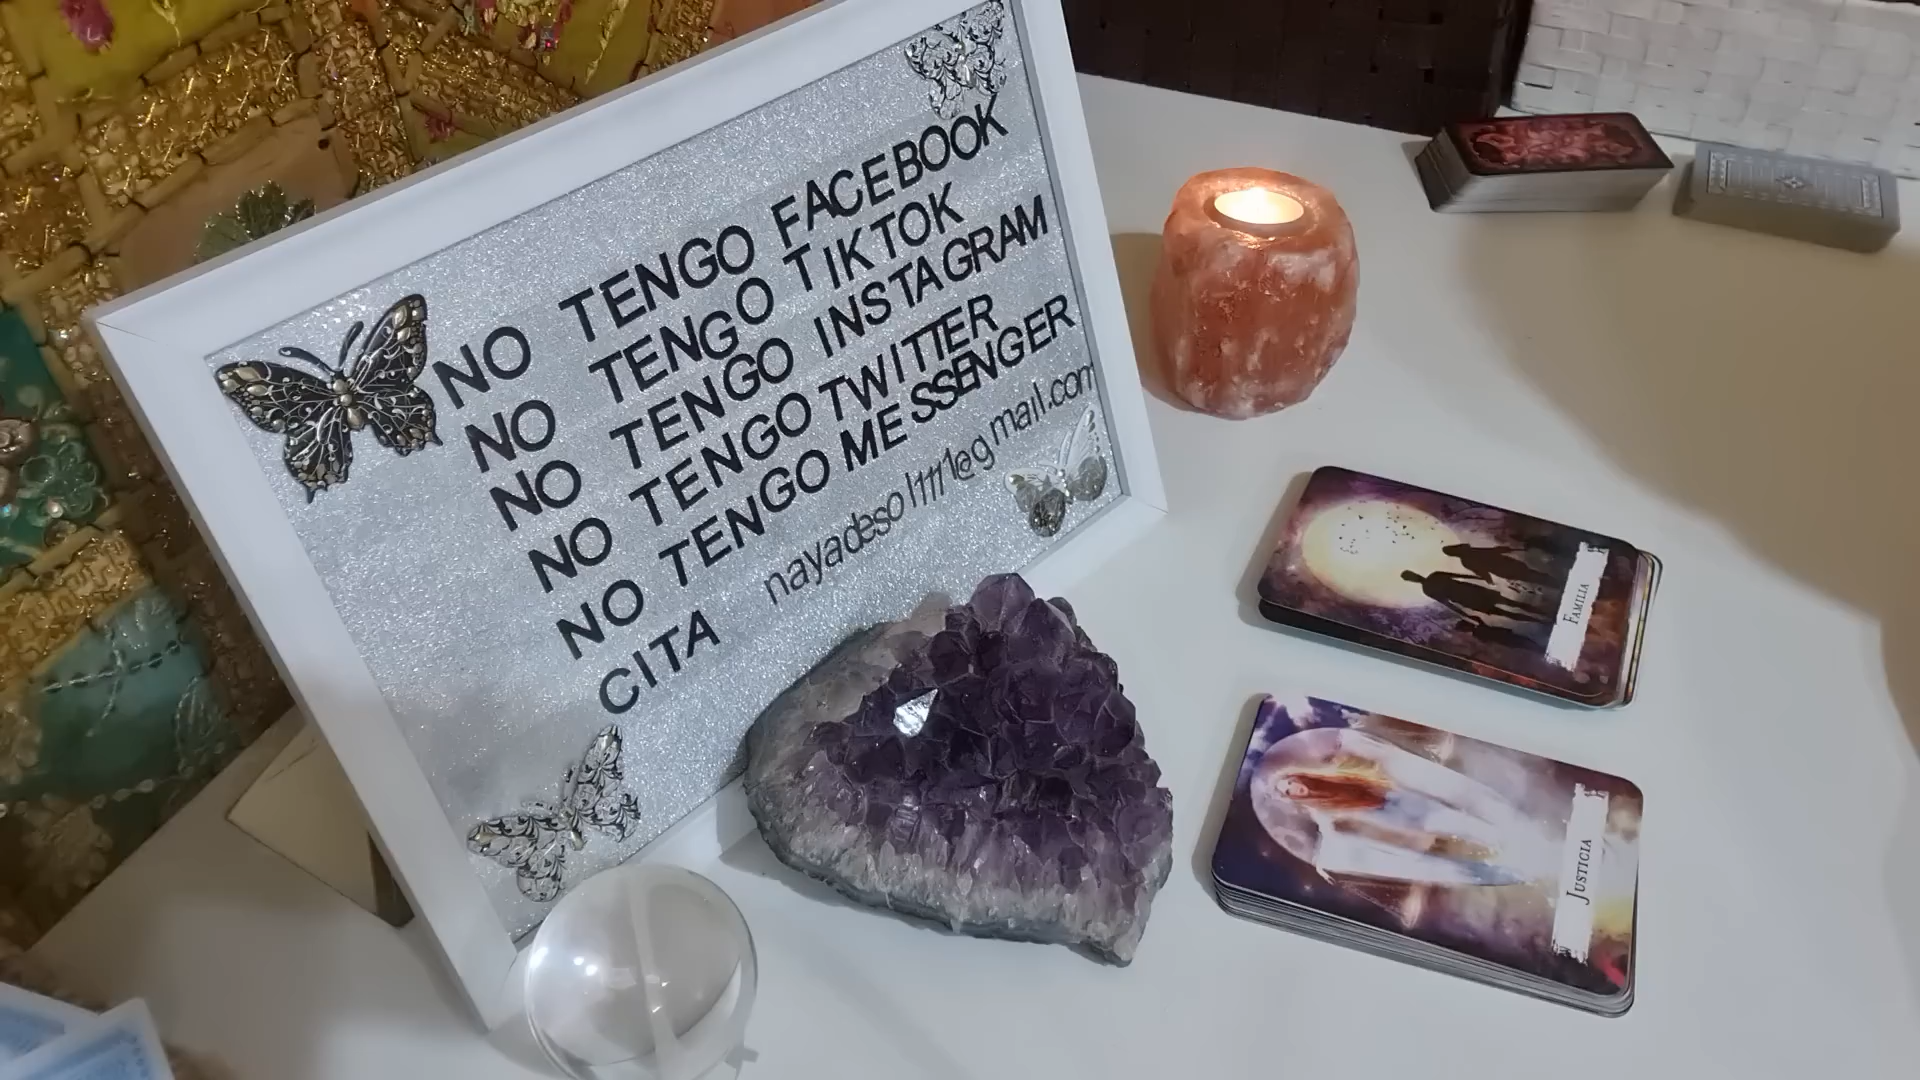 NO TENGO FACEBOOK
NO TENGO TIKTOK
NO TENGO INSTAGRAM
NO TENGO TWITTER
NO TENGO MESSENGER
CITA nayadesol1111@gmail.com
FAMILIA
JUSTICIA